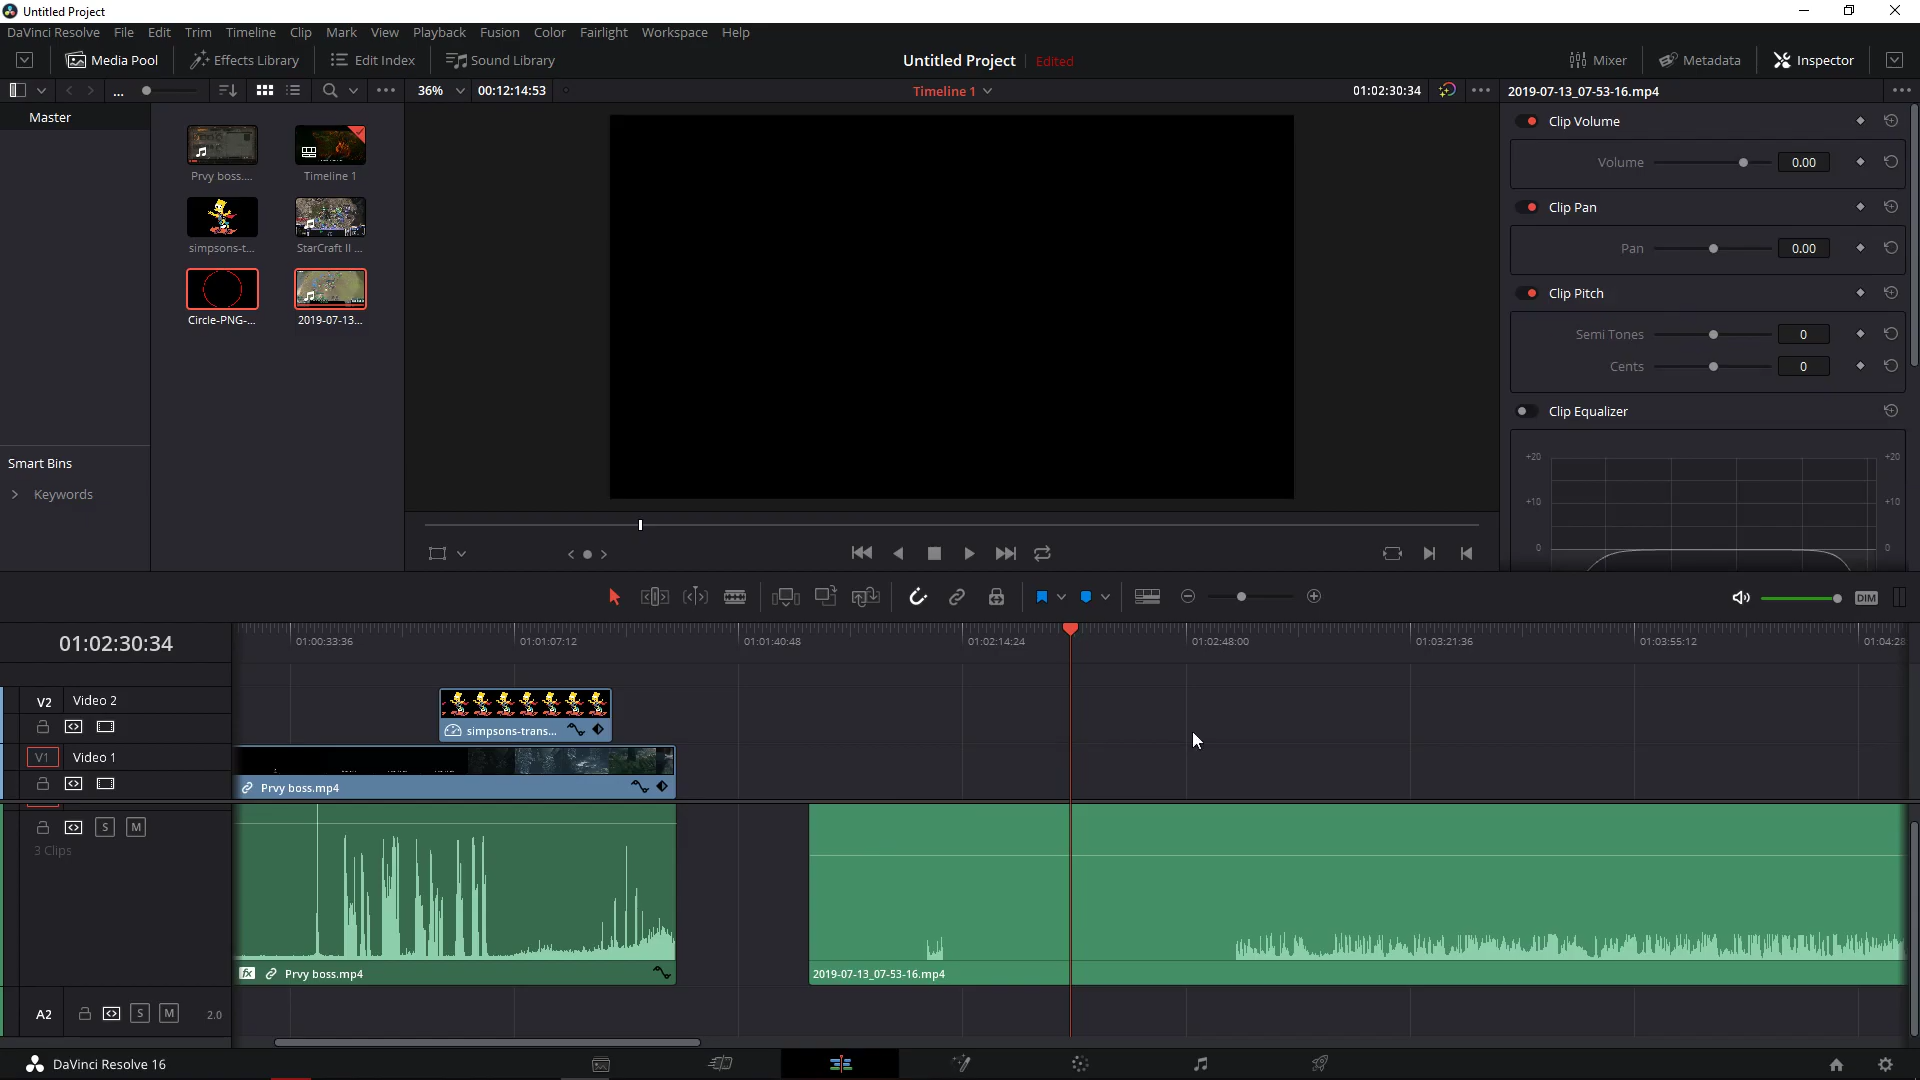 Untitled Project
DaVinci Resolve File Edit Trim Timeline Clip Mark View Playback Fusion Color Fairlight Workspace Help
Media Pool Effects Library Edit Index Sound Library Untitled Project Edited Mixer Metadata Inspector
... 36% 00:12:14:53 Timeline 1 01:02:30:34 2019-07-13_07-53-16.mp4
Master
Prvy boss....
Timeline 1
simpsons-t...
StarCraft II ...
Circle-PNG-...
2019-07-13...
Smart Bins
Keywords
Clip Volume
Volume 0.00
Clip Pan
Pan 0.00
Clip Pitch
Semi Tones 0
Cents 0
Clip Equalizer
+20 +20
+10 +10
0 0
DIM
01:02:30:34
01:00:33:36 01:01:07:12 01:01:40:48 01:02:14:24 01:02:48:00 01:03:21:36 01:03:55:12 01:04:28
V2 Video 2
simpsons-trans...
V1 Video 1
Prvy boss.mp4
S M
3 Clips
fx Prvy boss.mp4
2019-07-13_07-53-16.mp4
A2 S M 2.0
DaVinci Resolve 16